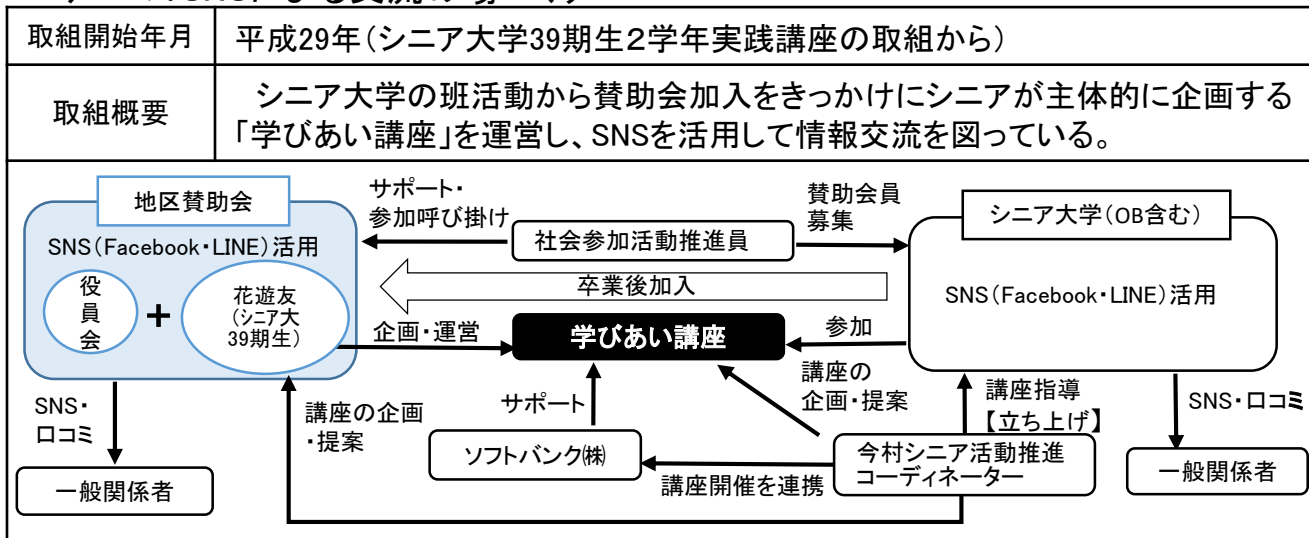 取組開始年月
平成29年(シニア大学39期生2学年実践講座の取組から)
取組概要
シニア大学の班活動から賛助会加入をきっかけにシニアが主体的に企画する
「学びあい講座」を運営し、SNSを活用して情報交流を図っている。
地区賛助会
SNS(Facebook・LINE)活用
役
員
会
+
花遊友
(シニア大
39期生)
サポート・
参加呼び掛け
社会参加活動推進員
賛助会員
募集
シニア大学(OB含む)
SNS(Facebook・LINE)活用
卒業後加入
企画・運営
学びあい講座
参加
SNS・
口コミ
一般関係者
講座の企画
・提案
サポート
ソフトバンク㈱
講座の
企画・提案
講座指導
【立ち上げ】
今村シニア活動推進
コーディネーター
講座開催を連携
SNS・口コミ
一般関係者